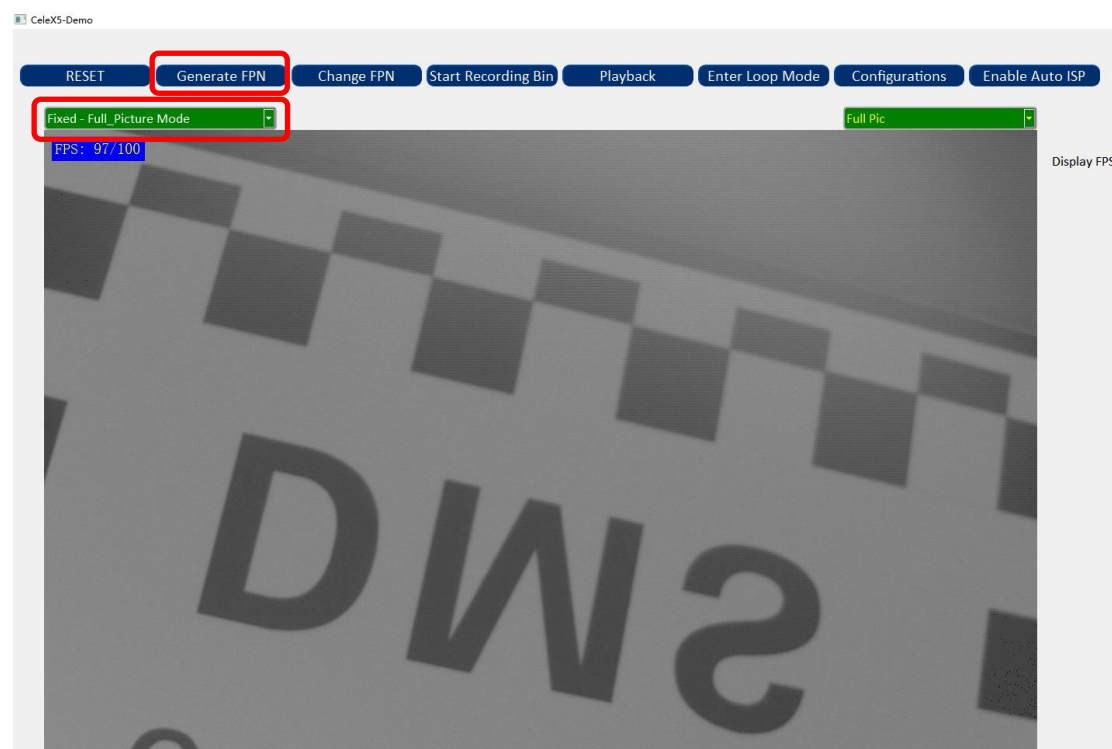 CeleX5-Demo
RESET Generate FPN Change FPN Start Recording Bin Playback Enter Loop Mode Configurations Enable Auto ISP
Fixed - Full_Picture Mode Full Pic
FPS: 97/100
Display FPS
DMS